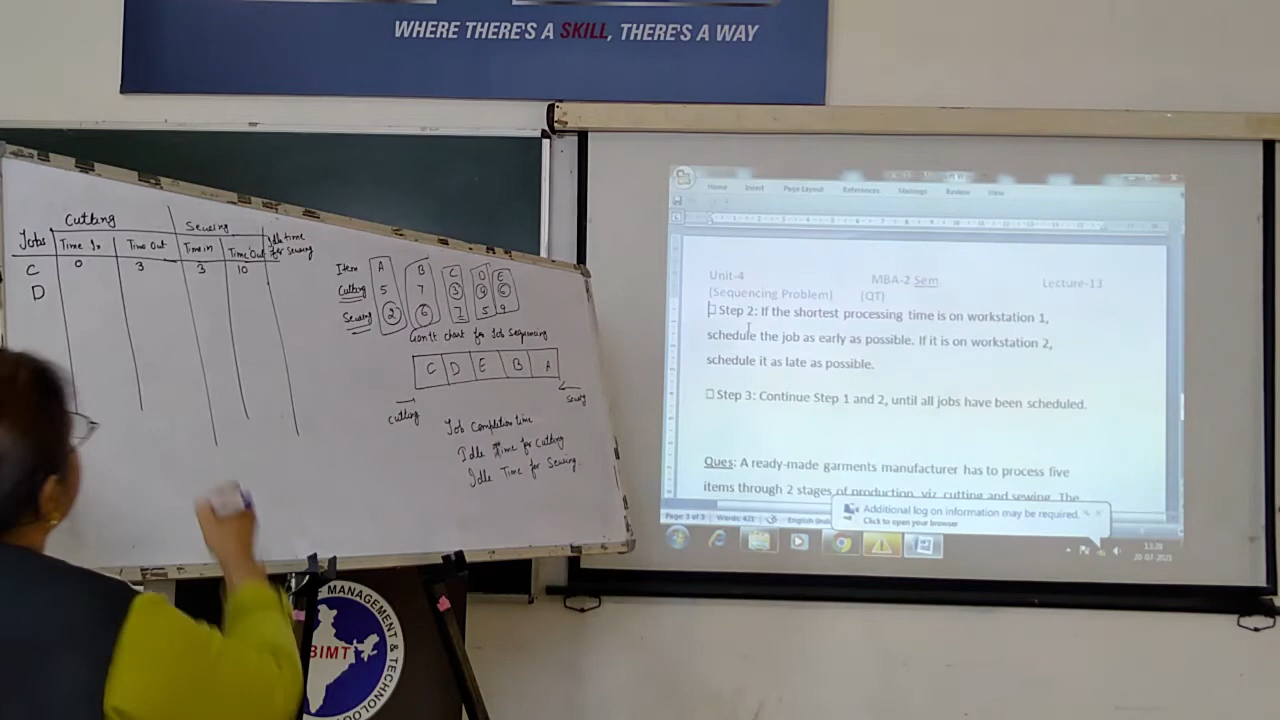 WHERE THERE'S A SKILL, THERE'S A WAY
Jobs Cutting Sewing
Time In Time Out Time in Time Out Idle time for Sewing
C 0 3 3 10
D
Item A B C D E
Cutting 5 7 3
Sewing 2 6 7 5 9
Gantt chart for Job Sequencing
C D E B A
cutting
Job completion time
Idle Time for Cutting
Idle Time for Sewing.
Home Insert Page Layout References Mailings Review View
Unit-4 MBA-2 Sem Lecture-13
(Sequencing Problem) (QT)
Step 2: If the shortest processing time is on workstation 1,
schedule the job as early as possible. If it is on workstation 2,
schedule it as late as possible.
Step 3: Continue Step 1 and 2, until all jobs have been scheduled.
Ques: A ready-made garments manufacturer has to process five
items through 2 stages of production, viz cutting and sewing. The
Additional log on information may be required.
Click to open your browser
Page: 3 of 3 Words: 421 English (Indi
13:28
20-07-2021
F MANAGEMENT & TECHNOLOG
BIMT